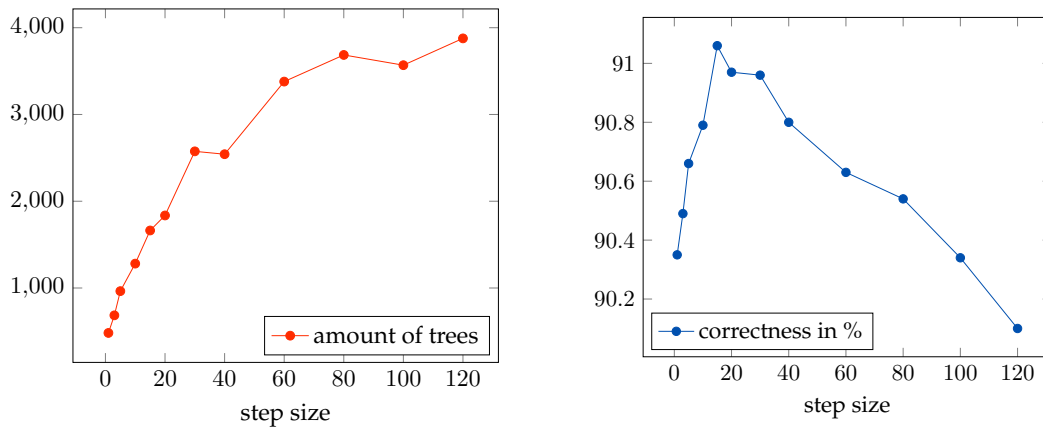 4,000
3,000
2,000
1,000
amount of trees
0 20 40 60 80 100 120
step size
91
90.8
90.6
90.4
90.2
correctness in %
0 20 40 60 80 100 120
step size